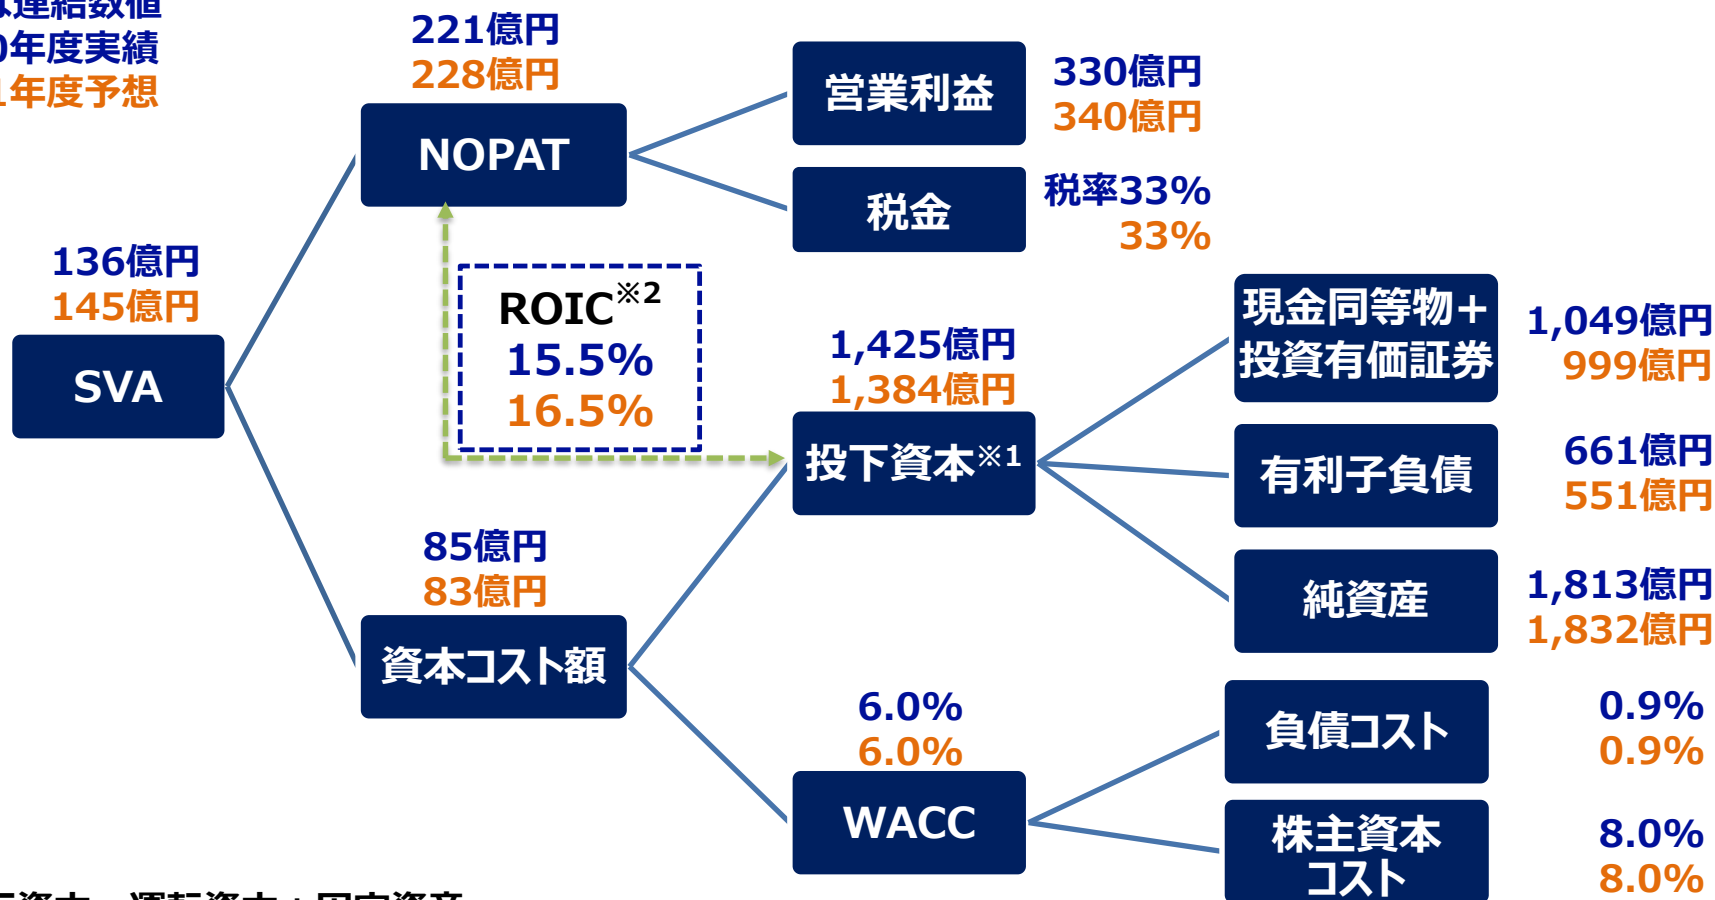 連結数値
年度実績
年度予想
221億円
228億円
NOPAT
営業利益
330億円
340億円
税金
税率33%
33%
136億円
145億円
SVA
ROIC※2
15.5%
16.5%
1,425億円
1,384億円
投下資本※1
現金同等物+
投資有価証券
1,049億円
999億円
有利子負債
661億円
551億円
純資産
1,813億円
1,832億円
85億円
83億円
資本コスト額
6.0%
6.0%
WACC
負債コスト
0.9%
0.9%
株主資本
コスト
8.0%
8.0%